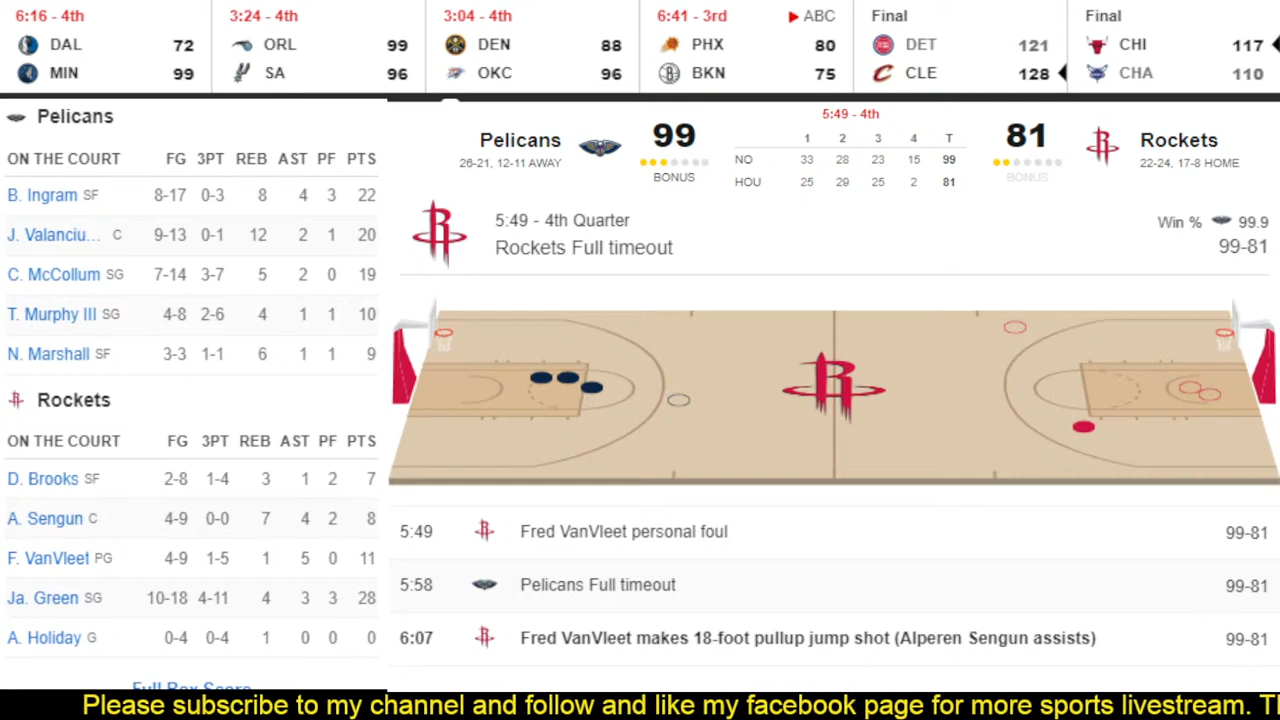 6:16 - 4th
DAL 72
MIN 99
3:24 - 4th
ORL 99
SA 96
3:04 - 4th
DEN 88
OKC 96
6:41 - 3rd ABC
PHX 80
BKN 75
Final
DET 121
CLE 128
Final
CHI 117
CHA 110
Pelicans
ON THE COURT FG 3PT REB AST PF PTS
B. Ingram SF 8-17 0-3 8 4 3 22
J. Valanciu... C 9-13 0-1 12 2 1 20
C. McCollum SG 7-14 3-7 5 2 0 19
T. Murphy III SG 4-8 2-6 4 1 1 10
N. Marshall SF 3-3 1-1 6 1 1 9
Rockets
ON THE COURT FG 3PT REB AST PF PTS
D. Brooks SF 2-8 1-4 3 1 2 7
A. Sengun C 4-9 0-0 7 4 2 8
F. VanVleet PG 4-9 1-5 1 5 0 11
Ja. Green SG 10-18 4-11 4 3 3 28
A. Holiday G 0-4 0-4 1 0 0 0
Full Box Score
Pelicans
26-21, 12-11 AWAY
99
BONUS
5:49 - 4th
1 2 3 4 T
NO 33 28 23 15 99
HOU 25 29 25 2 81
81
BONUS
Rockets
22-24, 17-8 HOME
5:49 - 4th Quarter
Rockets Full timeout
Win % 99.9
99-81
5:49 Fred VanVleet personal foul 99-81
5:58 Pelicans Full timeout 99-81
6:07 Fred VanVleet makes 18-foot pullup jump shot (Alperen Sengun assists) 99-81
Please subscribe to my channel and follow and like my facebook page for more sports livestream.